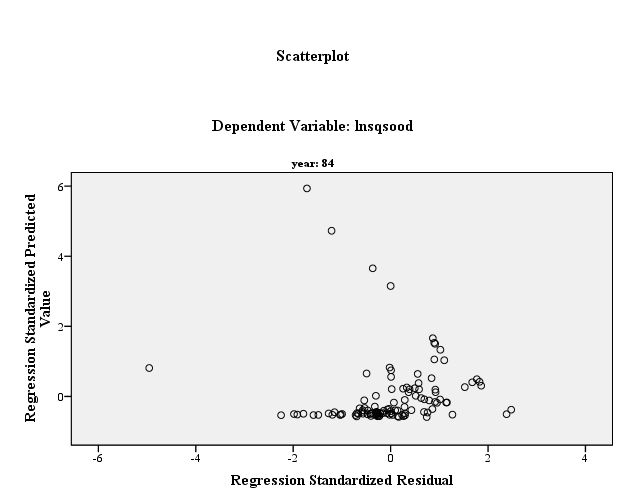 Scatterplot
Dependent Variable: lnsqsood
year: 84
Regression Standardized Predicted
Value
6
4
2
0
-6
-4
-2
0
2
4
Regression Standardized Residual